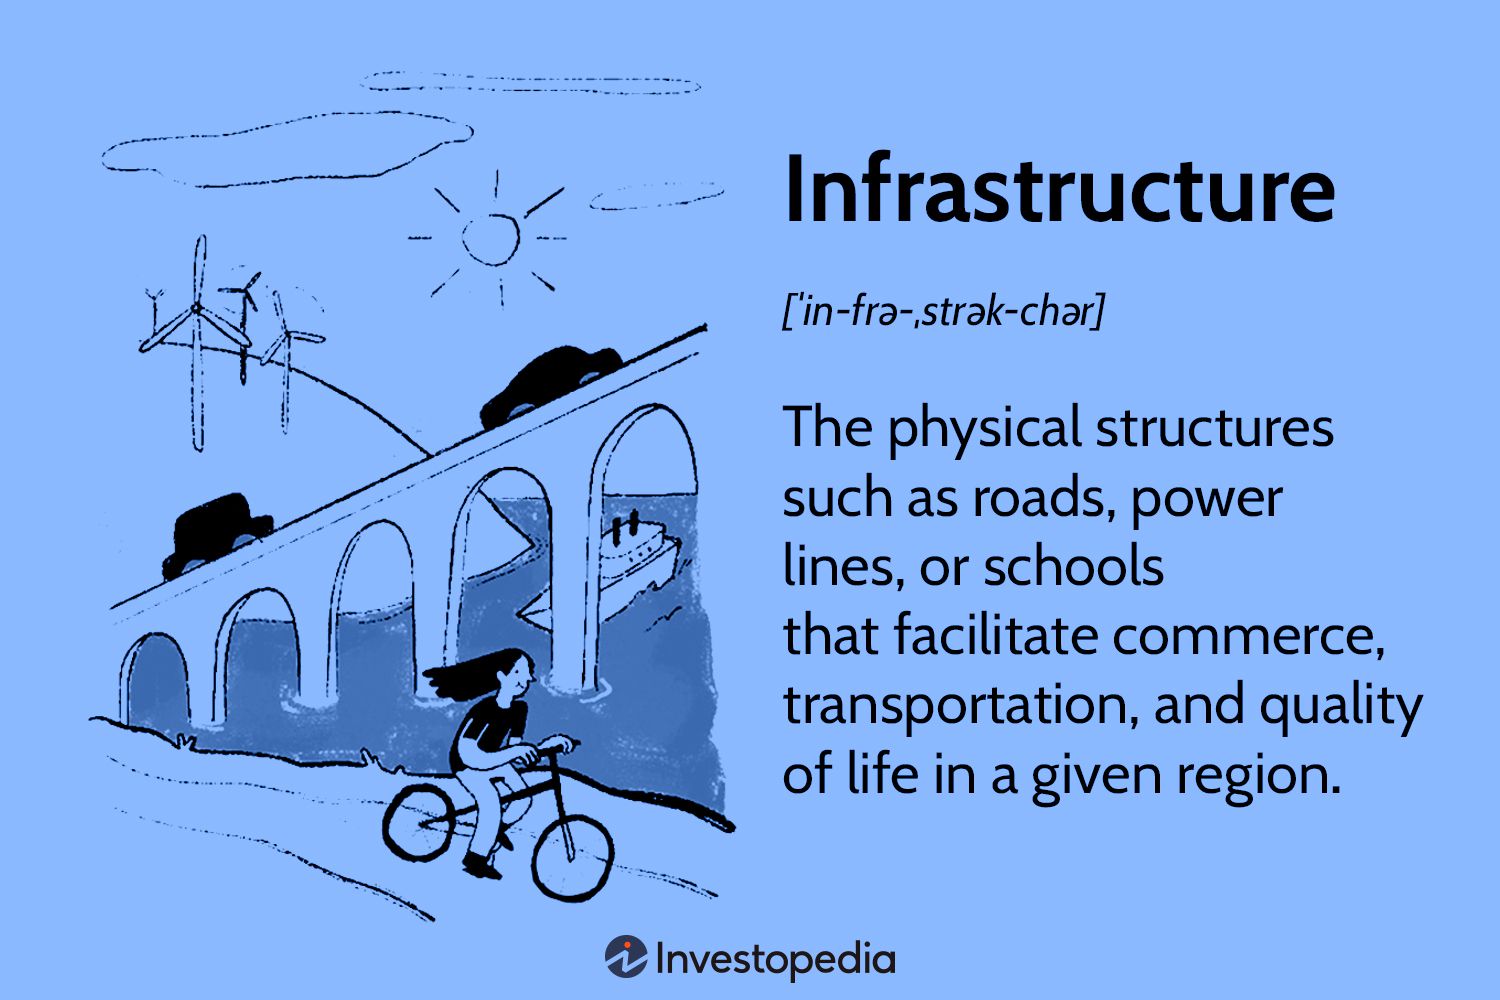 Infrastructure
[ˈin-frə-ˌstrək-chər]
The physical structures
such as roads, power
lines, or schools
that facilitate commerce,
transportation, and quality
of life in a given region.
Investopedia